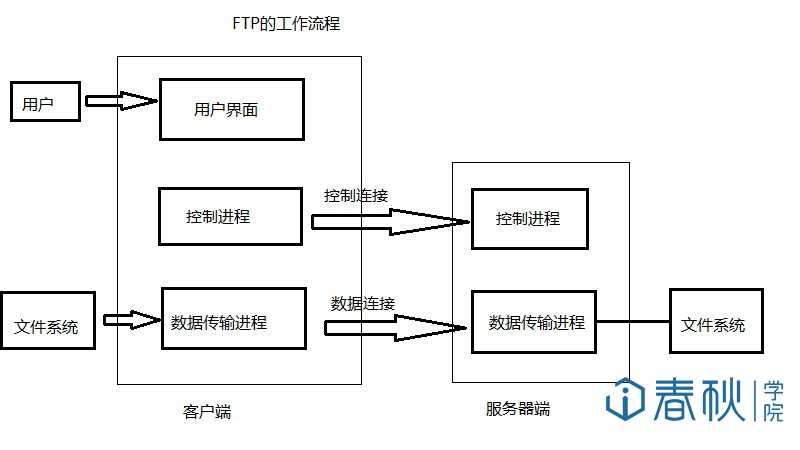 FTP的工作流程
用户
用户界面
控制进程
控制连接
控制进程
文件系统
数据传输进程
数据连接
数据传输进程
文件系统
客户端
服务器端
春秋
学院